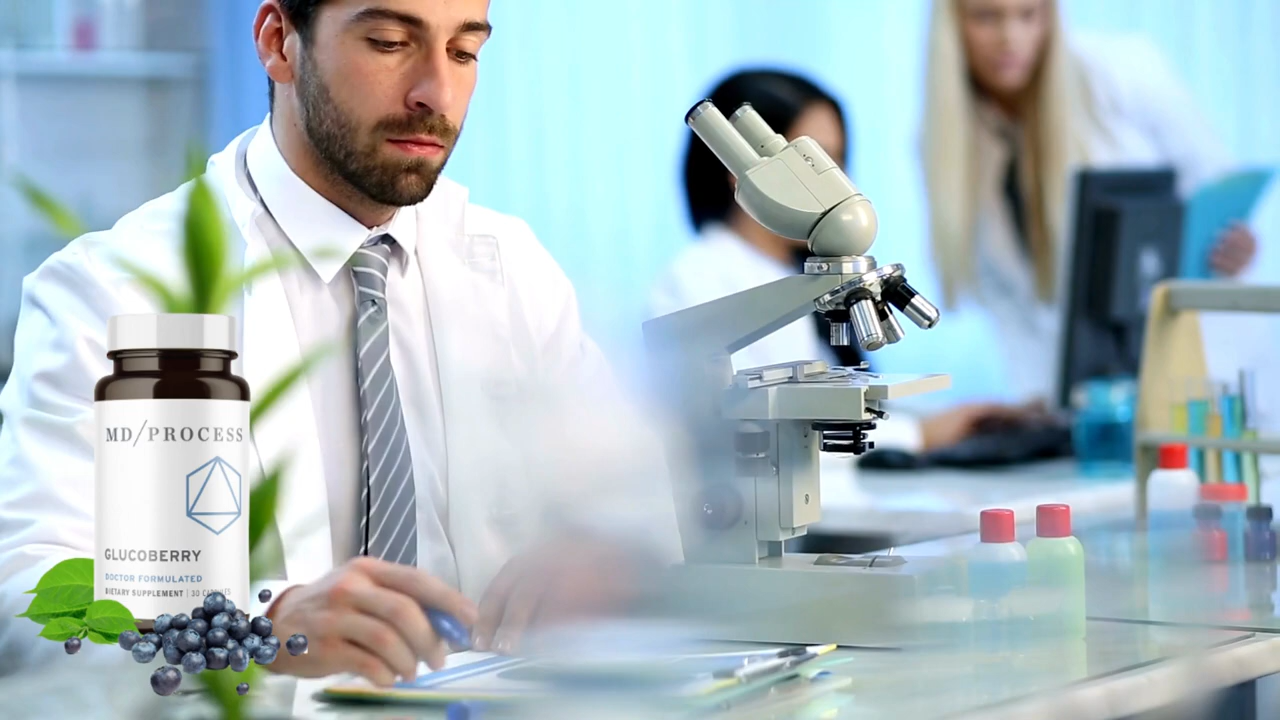 MD/PROCESS
GLUCOBERRY
DOCTOR FORMULATED
DIETARY SUPPLEMENT | 30 CAPSULES